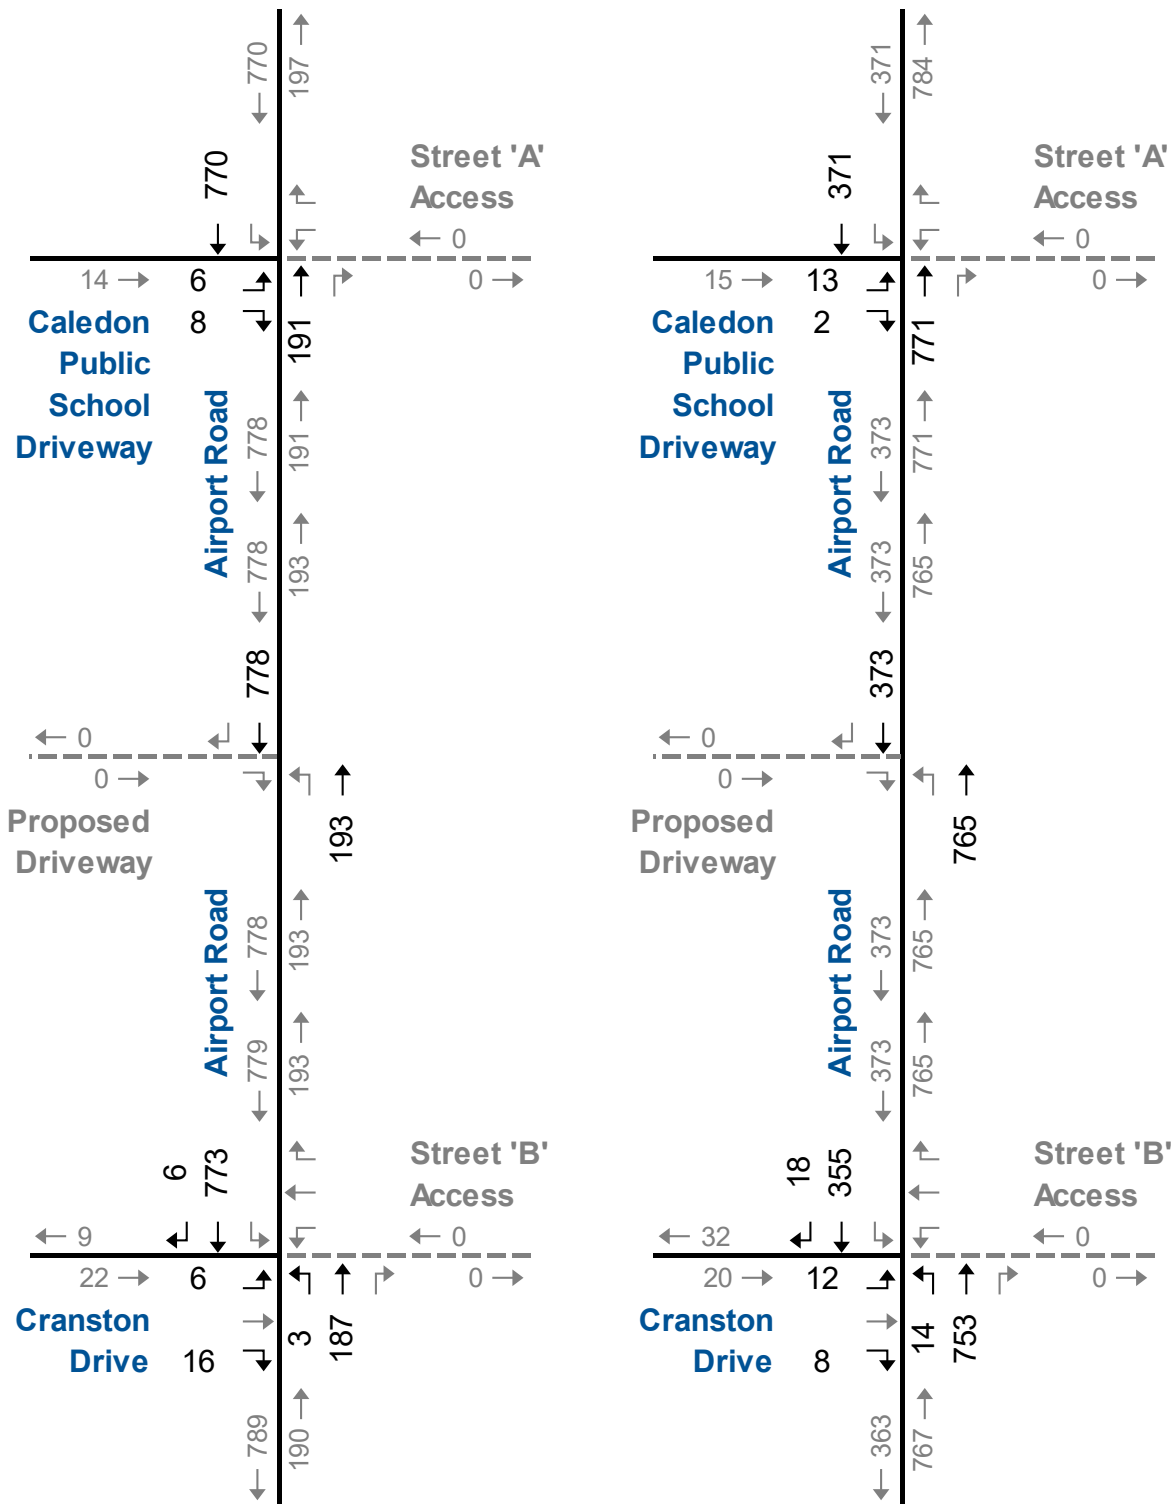 770
197
770
Street 'A'
Access
0
14
6
0
Caledon
Public
School
Driveway
8
191
Airport Road
778
191
778
193
778
0
0
Proposed
Driveway
193
Airport Road
778
193
779
193
6
773
Street 'B'
Access
9
0
22
6
0
Cranston
Drive
16
3
187
789
190
371
784
371
Street 'A'
Access
0
15
13
0
Caledon
Public
School
Driveway
2
771
Airport Road
373
771
373
765
373
0
0
Proposed
Driveway
765
Airport Road
373
765
373
765
18
355
Street 'B'
Access
32
0
20
12
0
Cranston
Drive
8
14
753
363
767